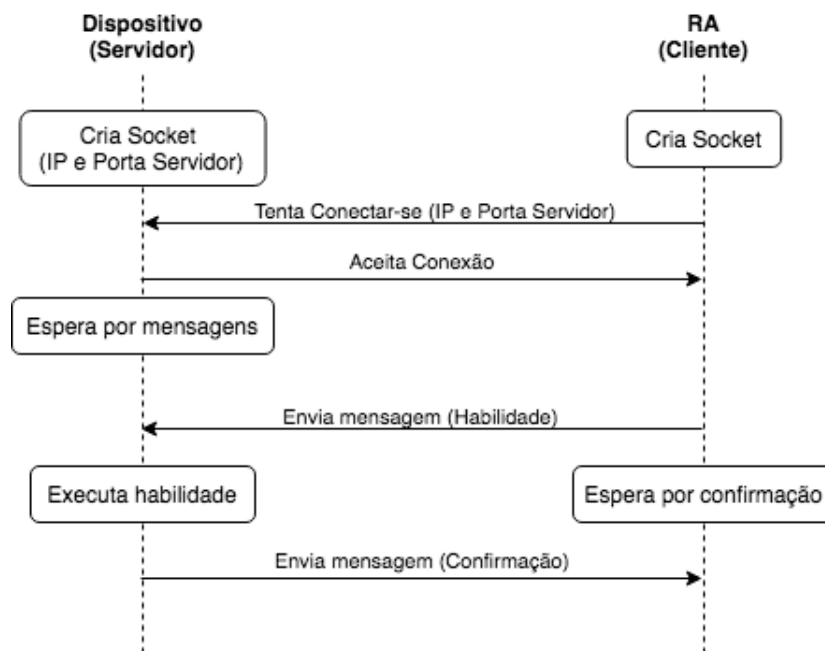 Dispositivo
(Servidor)
RA
(Cliente)
Cria Socket
(IP e Porta Servidor)
Cria Socket
Tenta Conectar-se (IP e Porta Servidor)
Aceita Conexão
Espera por mensagens
Envia mensagem (Habilidade)
Executa habilidade
Espera por confirmação
Envia mensagem (Confirmação)